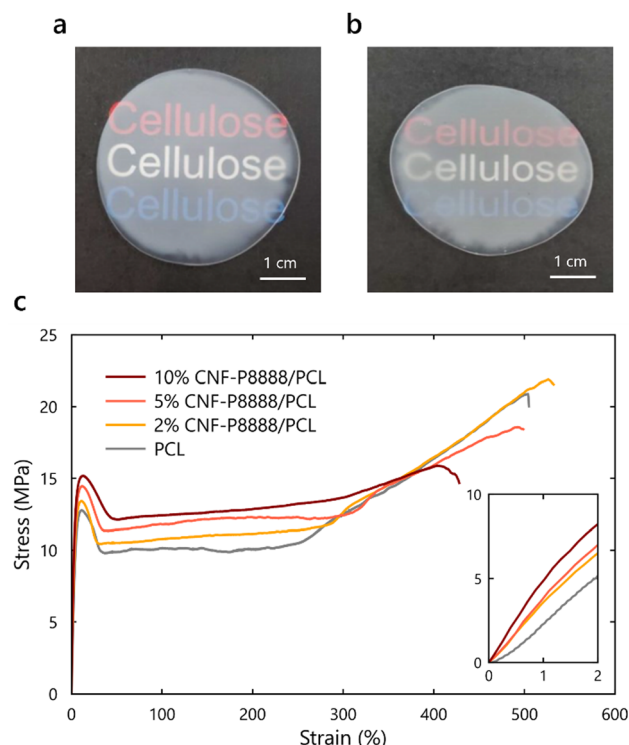 a
b
Cellulose
Cellulose
Cellulose
1 cm
Cellulose
Cellulose
Cellulose
1 cm
c
25
20
15
10
5
0
Stress (MPa)
10% CNF-P8888/PCL
5% CNF-P8888/PCL
2% CNF-P8888/PCL
PCL
10
5
0
0 1 2
0 100 200 300 400 500 600
Strain (%)